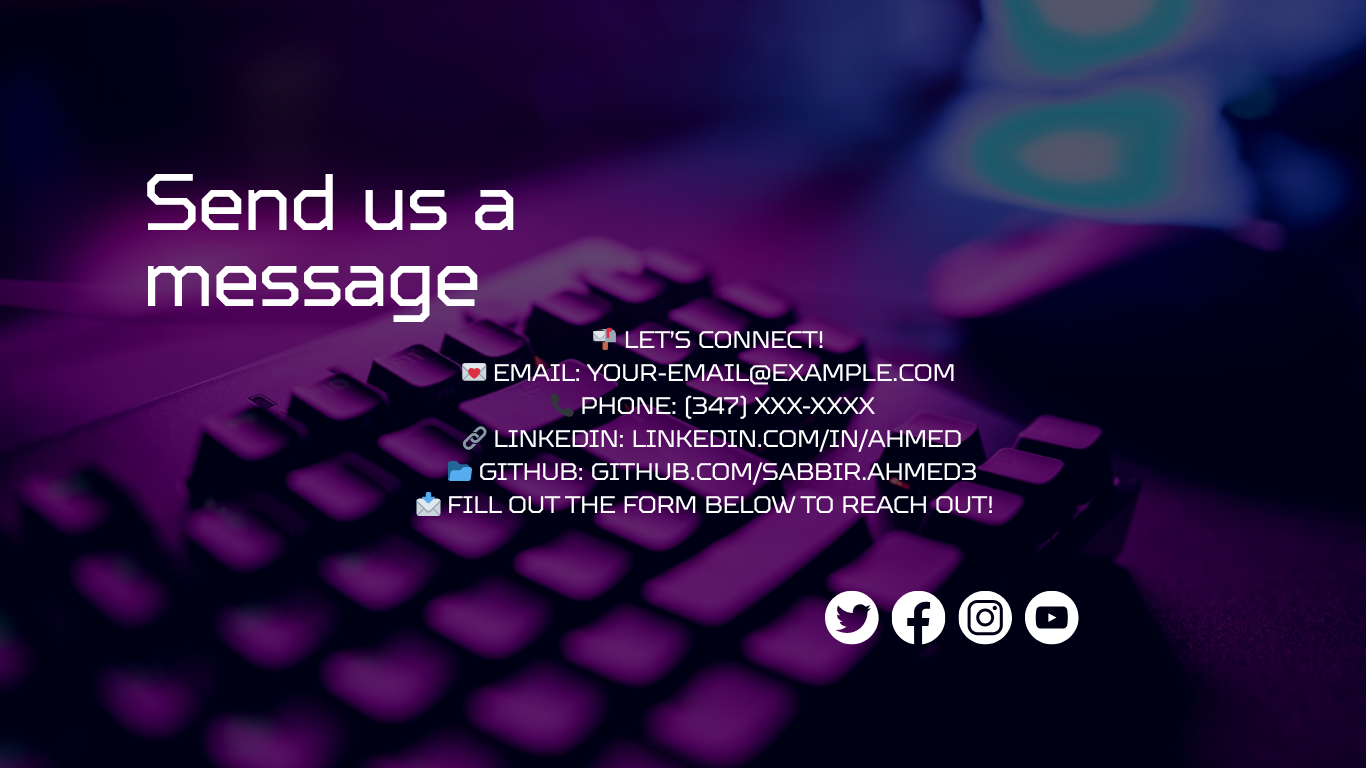 Send us a
message
📬 LET'S CONNECT!
💌 EMAIL: YOUR-EMAIL@EXAMPLE.COM
📞 PHONE: (347) XXX-XXXX
🔗 LINKEDIN: LINKEDIN.COM/IN/AHMED
📂 GITHUB: GITHUB.COM/SABBIR.AHMED3
📩 FILL OUT THE FORM BELOW TO REACH OUT!